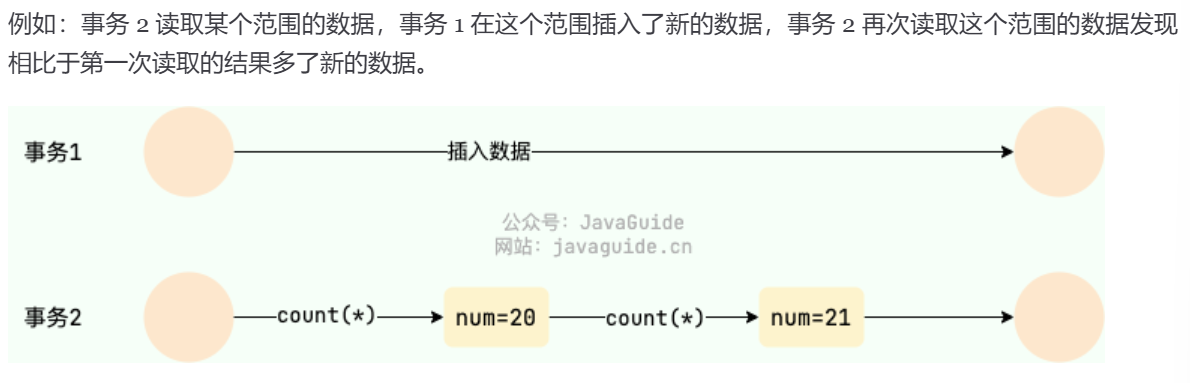 例如：事务 2 读取某个范围的数据，事务 1 在这个范围插入了新的数据，事务 2 再次读取这个范围的数据发现
相比于第一次读取的结果多了新的数据。
事务1
插入数据
公众号：JavaGuide
网站：javaguide.cn
事务2
count(*)
num=20
count(*)
num=21